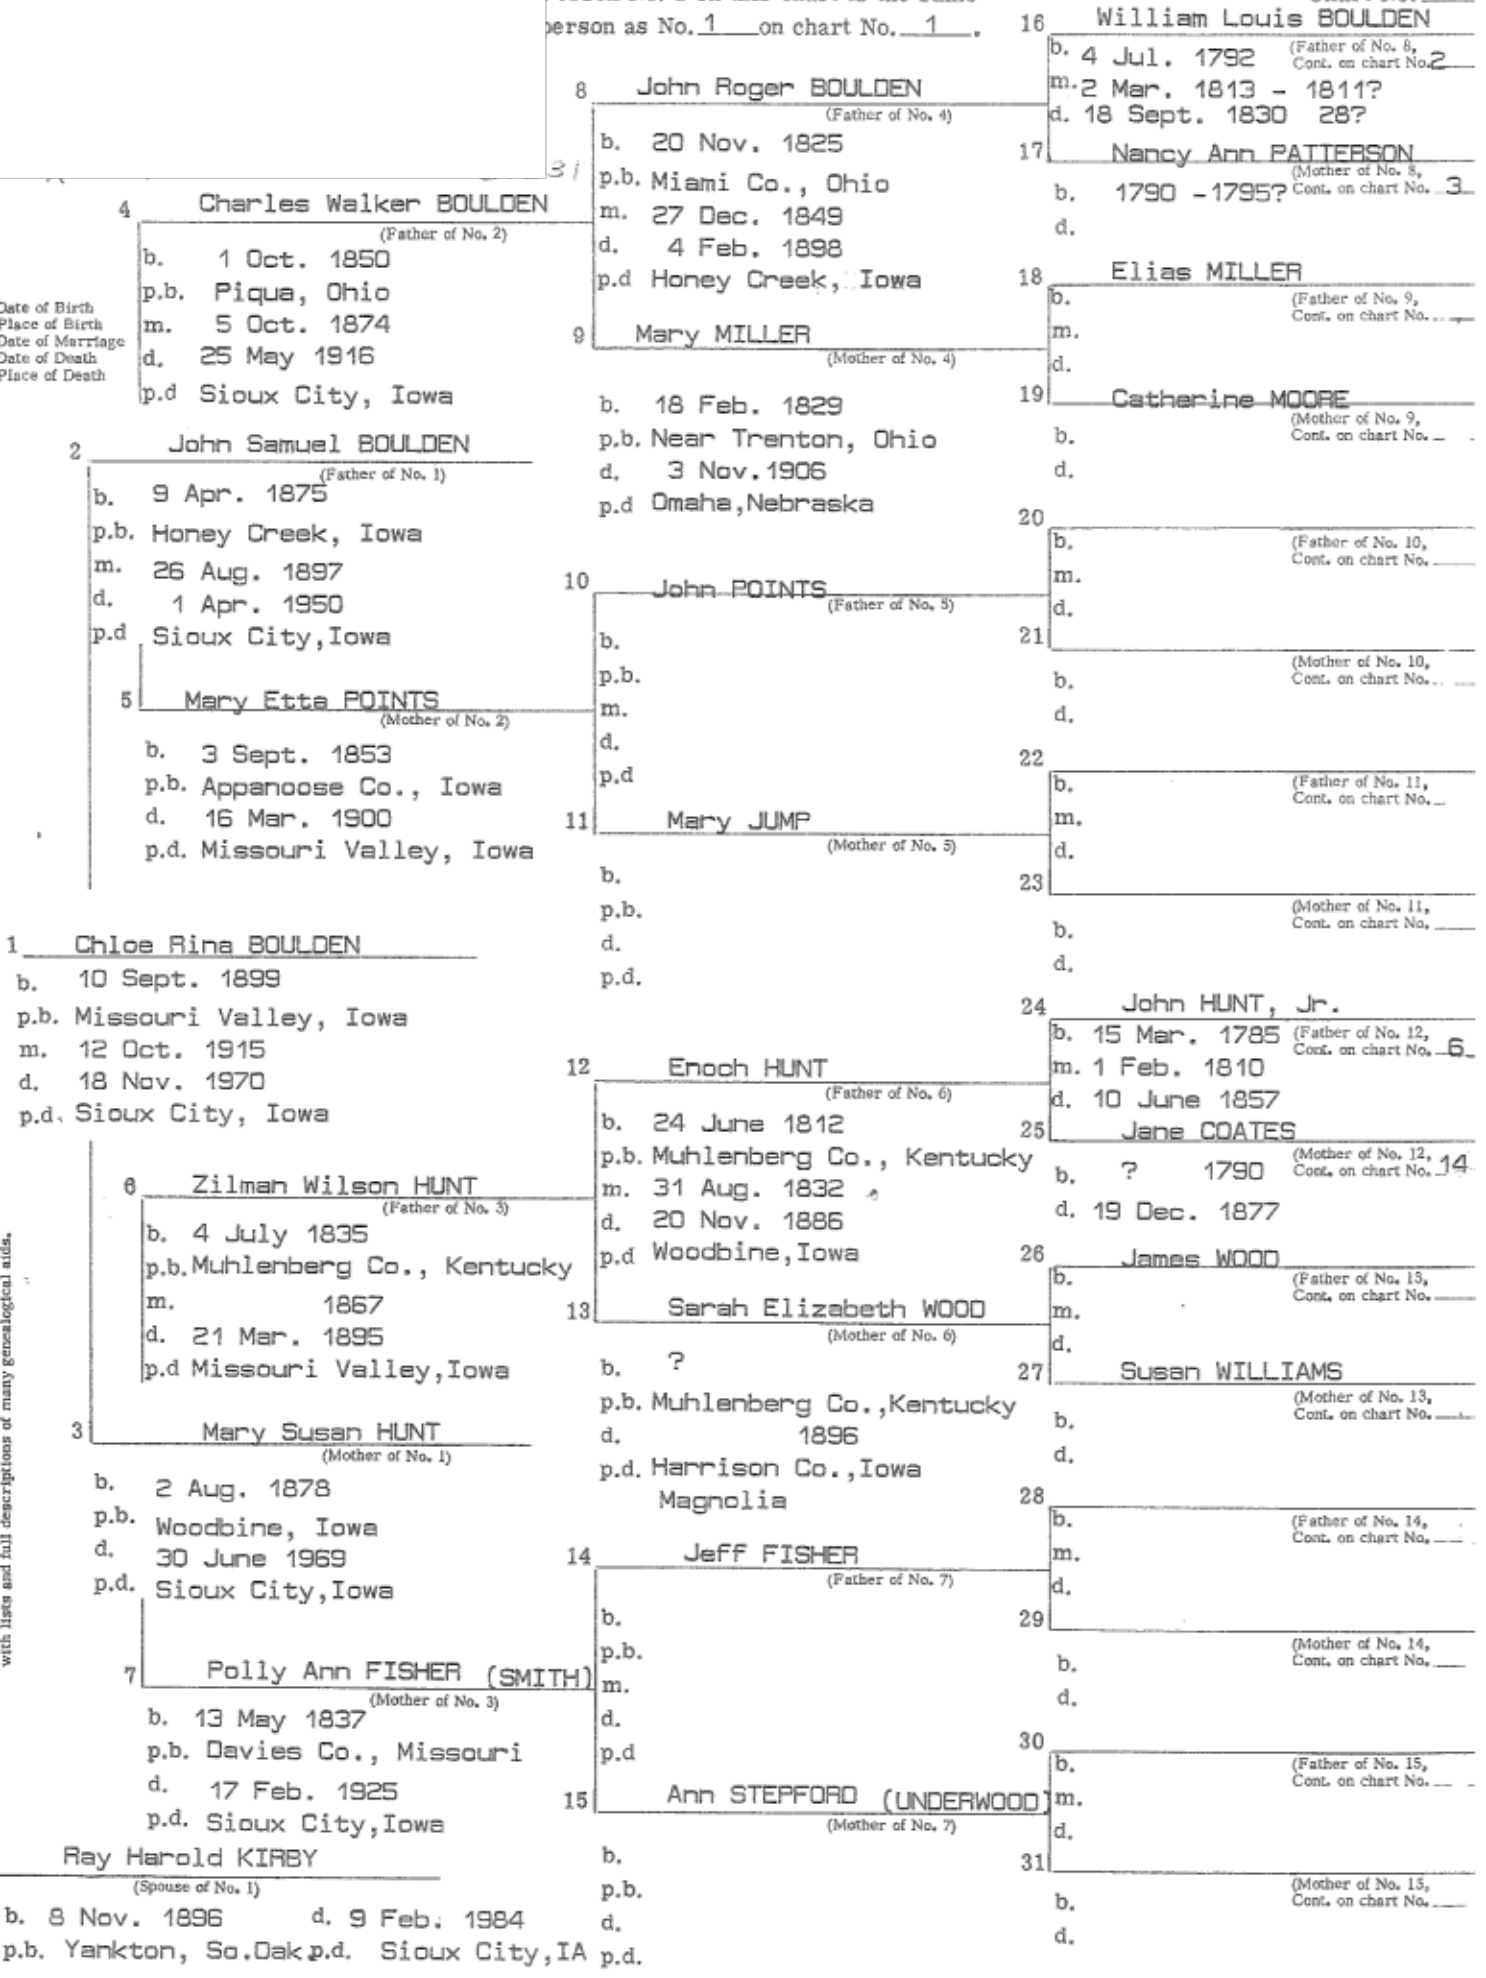 person as No. 1 on chart No. 1.
16 William Louis BOULDEN
b. 4 Jul. 1792 (Father of No. 8,
Cont. on chart No. 2
m. 2 Mar. 1813 - 1811?
d. 18 Sept. 1830 28?
17 Nancy Ann PATTERSON
(Mother of No. 8,
b. 1790 - 1795? Cont. on chart No. 3
d.
8 John Roger BOULDEN
(Father of No. 4)
b. 20 Nov. 1825
p.b. Miami Co., Ohio
m. 27 Dec. 1849
d. 4 Feb. 1898
p.d Honey Creek, Iowa
9 Mary MILLER
(Mother of No. 4)
b. 18 Feb. 1829
p.b. Near Trenton, Ohio
d. 3 Nov. 1906
p.d Omaha, Nebraska
4 Charles Walker BOULDEN
(Father of No. 2)
b. 1 Oct. 1850
p.b. Piqua, Ohio
m. 5 Oct. 1874
d. 25 May 1916
p.d Sioux City, Iowa
Date of Birth
Place of Birth
Date of Marriage
Date of Death
Place of Death
18 Elias MILLER
b. (Father of No. 9,
Cont. on chart No.
m.
d.
19 Catherine MOORE
(Mother of No. 9,
b. Cont. on chart No.
d.
2 John Samuel BOULDEN
(Father of No. 1)
b. 9 Apr. 1875
p.b. Honey Creek, Iowa
m. 26 Aug. 1897
d. 1 Apr. 1950
p.d Sioux City, Iowa
5 Mary Etta POINTS
(Mother of No. 2)
b. 3 Sept. 1853
p.b. Appanoose Co., Iowa
d. 16 Mar. 1900
p.d. Missouri Valley, Iowa
10 John POINTS
(Father of No. 5)
b.
p.b.
m.
d.
p.d
11 Mary JUMP
(Mother of No. 5)
b.
p.b.
d.
p.d.
20
b. (Father of No. 10,
Cont. on chart No.
m.
d.
21
(Mother of No. 10,
b. Cont. on chart No.
d.
22
b. (Father of No. 11,
Cont. on chart No.
m.
d.
23
(Mother of No. 11,
b. Cont. on chart No.
d.
1 Chloe Rina BOULDEN
b. 10 Sept. 1899
p.b. Missouri Valley, Iowa
m. 12 Oct. 1915
d. 18 Nov. 1970
p.d. Sioux City, Iowa
12 Enoch HUNT
(Father of No. 6)
b. 24 June 1812
p.b. Muhlenberg Co., Kentucky
m. 31 Aug. 1832
d. 20 Nov. 1886
p.d Woodbine, Iowa
13 Sarah Elizabeth WOOD
(Mother of No. 6)
b. ?
p.b. Muhlenberg Co., Kentucky
d. 1896
p.d. Harrison Co., Iowa
Magnolia
24 John HUNT, Jr.
b. 15 Mar. 1785 (Father of No. 12,
Cont. on chart No. 6
m. 1 Feb. 1810
d. 10 June 1857
25 Jane COATES
(Mother of No. 12,
b. ? 1790 Cont. on chart No. 14
d. 19 Dec. 1877
26 James WOOD
b. (Father of No. 13,
Cont. on chart No.
m.
d.
27 Susan WILLIAMS
(Mother of No. 13,
b. Cont. on chart No.
d.
6 Zilman Wilson HUNT
(Father of No. 3)
b. 4 July 1835
p.b. Muhlenberg Co., Kentucky
m. 1867
d. 21 Mar. 1895
p.d Missouri Valley, Iowa
3 Mary Susan HUNT
(Mother of No. 1)
b. 2 Aug. 1878
p.b. Woodbine, Iowa
d. 30 June 1969
p.d. Sioux City, Iowa
7 Polly Ann FISHER (SMITH)
(Mother of No. 3)
b. 13 May 1837
p.b. Davies Co., Missouri
d. 17 Feb. 1925
p.d. Sioux City, Iowa
14 Jeff FISHER
(Father of No. 7)
b.
p.b.
m.
d.
p.d
15 Ann STEPFORD (UNDERWOOD)
(Mother of No. 7)
b.
p.b.
d.
p.d.
28
b. (Father of No. 14,
Cont. on chart No.
m.
d.
29
(Mother of No. 14,
b. Cont. on chart No.
d.
30
b. (Father of No. 15,
Cont. on chart No.
m.
d.
31
(Mother of No. 15,
b. Cont. on chart No.
d.
Ray Harold KIRBY
(Spouse of No. 1)
b. 8 Nov. 1896 d. 9 Feb. 1984
p.b. Yankton, So.Dak p.d. Sioux City, IA
with lists and full descriptions of many genealogical aids.